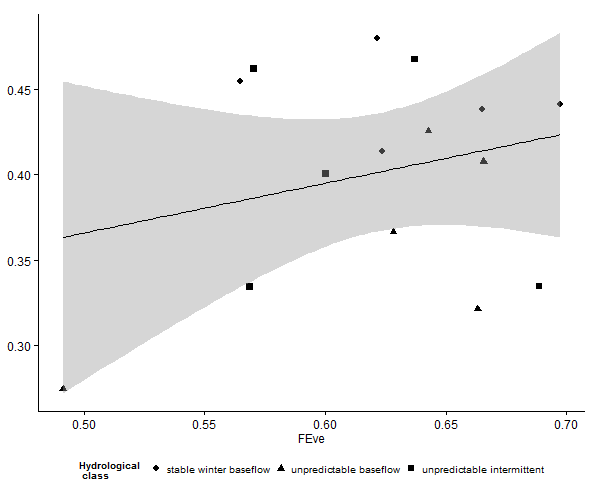 0.45
0.40
0.35
0.30
0.50 0.55 0.60 0.65 0.70
FEve
Hydrological
class
stable winter baseflow unpredictable baseflow unpredictable intermittent